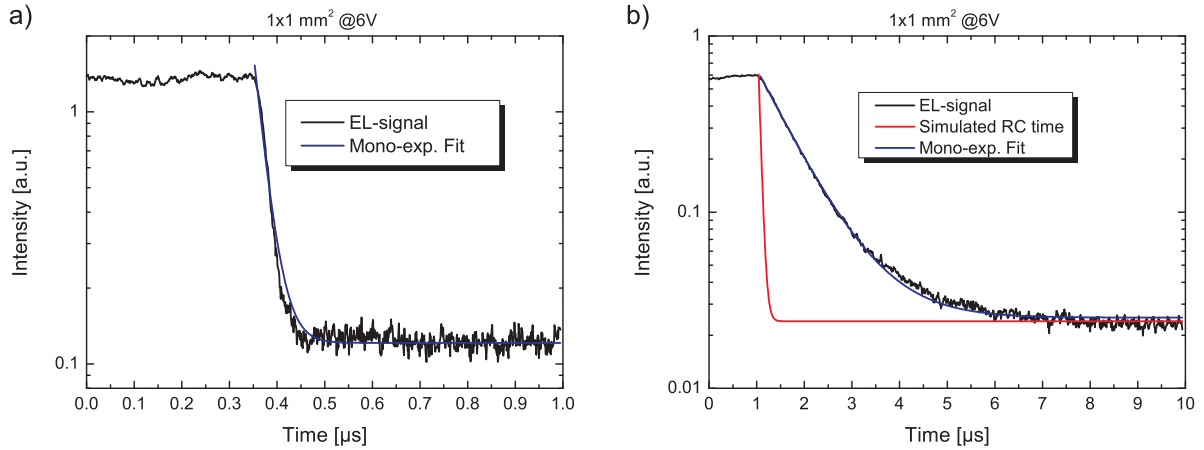 a)
1x1 mm² @6V
Intensity [a.u.]
1
0.1
EL-signal
Mono-exp. Fit
0.0 0.1 0.2 0.3 0.4 0.5 0.6 0.7 0.8 0.9 1.0
Time [µs]
b)
1x1 mm² @6V
Intensity [a.u.]
1
0.1
0.01
EL-signal
Simulated RC time
Mono-exp. Fit
0 1 2 3 4 5 6 7 8 9 10
Time [µs]